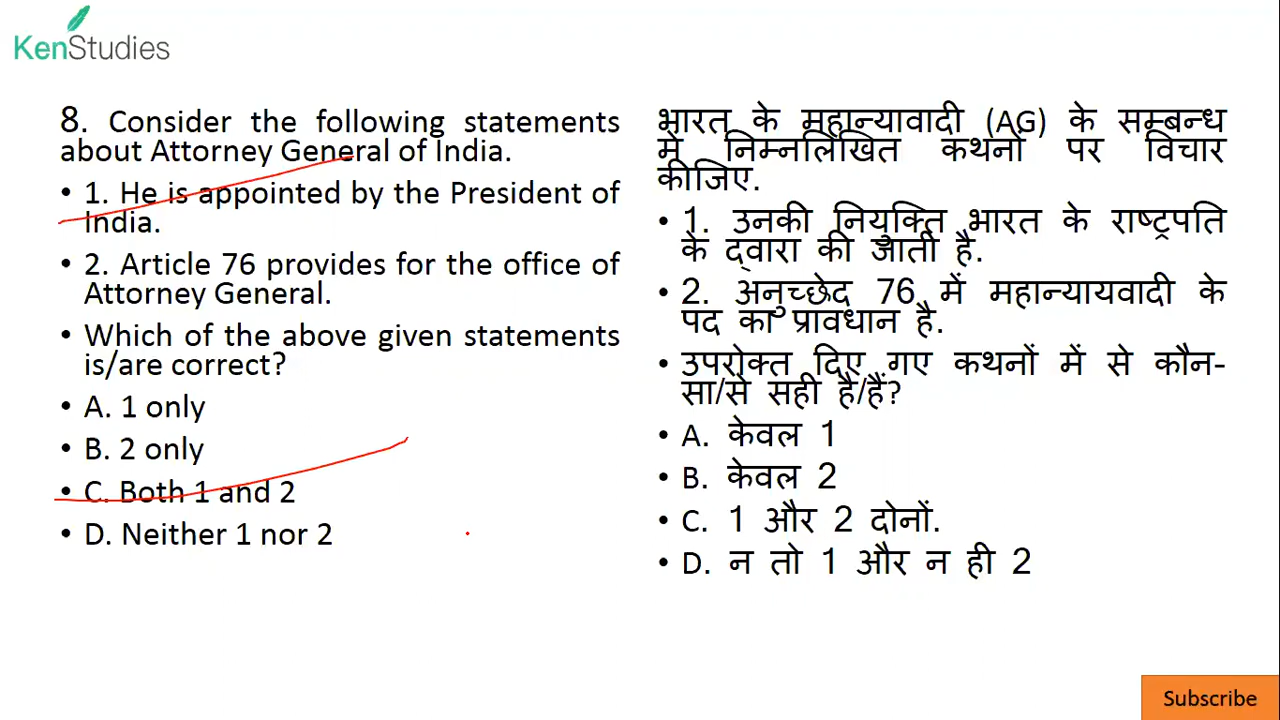 KenStudies
8. Consider the following statements
about Attorney General of India.
• 1. He is appointed by the President of
India.
• 2. Article 76 provides for the office of
Attorney General.
• Which of the above given statements
is/are correct?
• A. 1 only
• B. 2 only
• C. Both 1 and 2
• D. Neither 1 nor 2
भारत के महान्यावादी (AG) के सम्बन्ध
में निम्नलिखित कथनों पर विचार
कीजिए.
• 1. उनकी नियुक्ति भारत के राष्ट्रपति
के द्वारा की जाती है.
• 2. अनुच्छेद 76 में महान्यायवादी के
पद का प्रावधान है.
• उपरोक्त दिए गए कथनों में से कौन-
सा/से सही है/हैं?
• A. केवल 1
• B. केवल 2
• C. 1 और 2 दोनों.
• D. न तो 1 और न ही 2
Subscribe